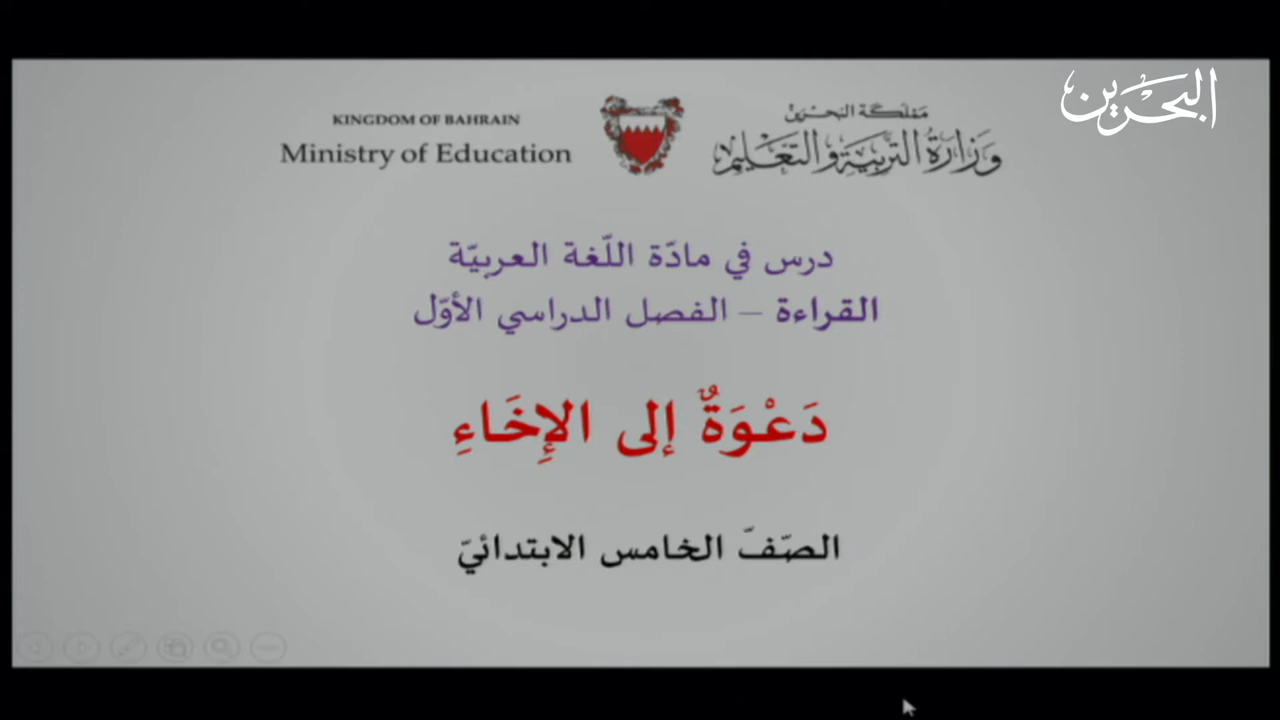 البحرين
KINGDOM OF BAHRAIN
Ministry of Education
مملكة البحرين
وزارة التربية والتعليم
درس في مادّة اللّغة العربيّة
القراءة – الفصل الدراسي الأوّل
دَعْوَةٌ إلى الإِخَاءِ
الصّفّ الخامس الابتدائيّ